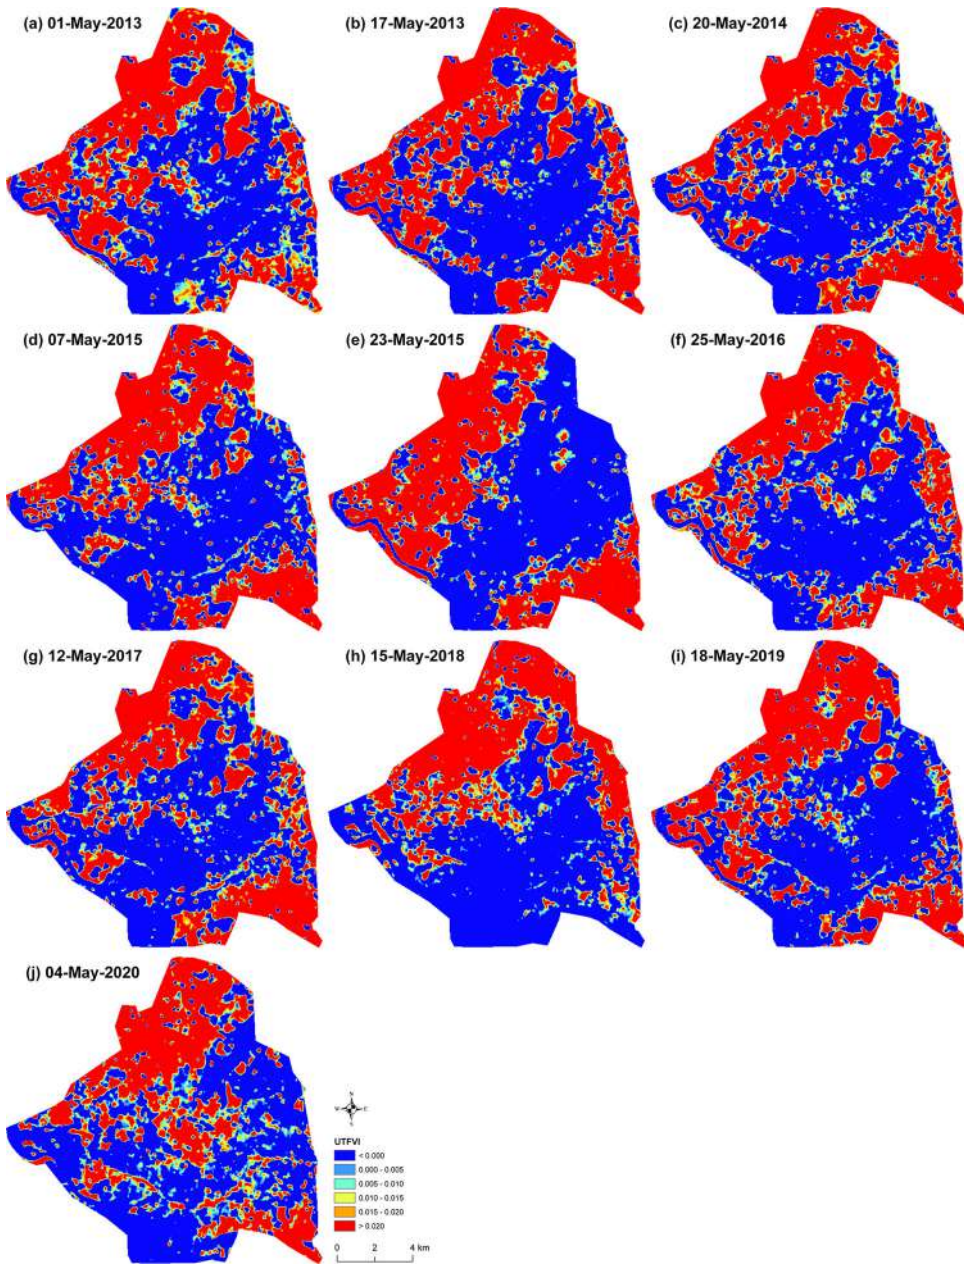 (a) 01-May-2013
(b) 17-May-2013
(c) 20-May-2014
(d) 07-May-2015
(e) 23-May-2015
(f) 25-May-2016
(g) 12-May-2017
(h) 15-May-2018
(i) 18-May-2019
(j) 04-May-2020
N
W E
S
UTFVI
< 0.000
0.000 - 0.005
0.005 - 0.010
0.010 - 0.015
0.015 - 0.020
> 0.020
0 2 4 km